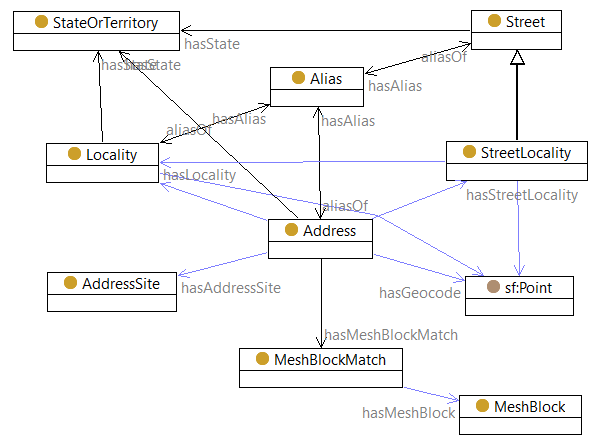 StateOrTerritory
Street
hasState
hasState
hasState
aliasOf
Alias
hasAlias
hasAlias
hasAlias
aliasOf
Locality
StreetLocality
hasLocality
hasStreetLocality
aliasOf
Address
AddressSite
hasAddressSite
hasGeocode
sf:Point
hasMeshBlockMatch
MeshBlockMatch
hasMeshBlock
MeshBlock